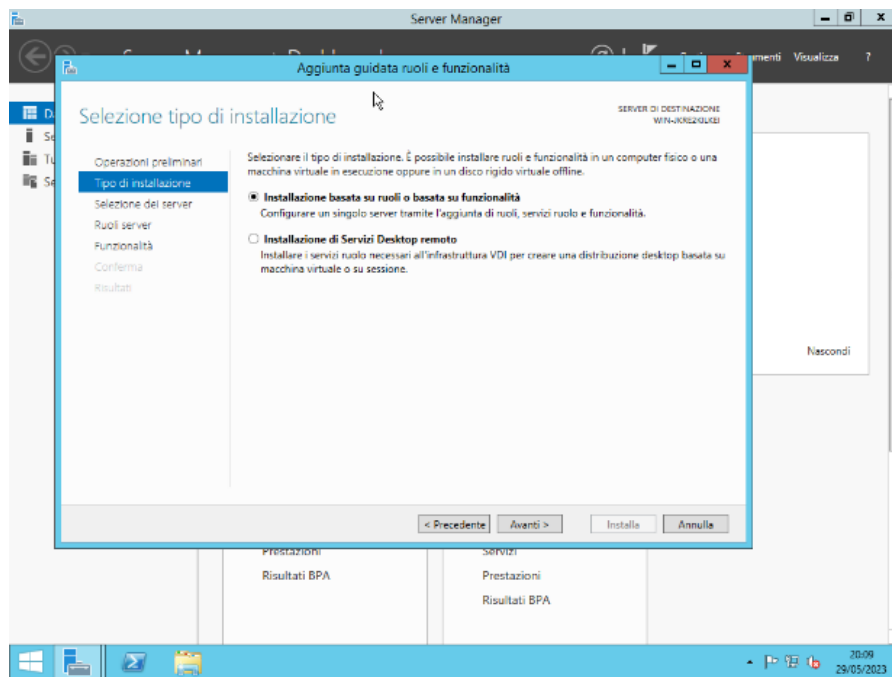 Server Manager
Visualizza
?
Aggiunta guidata ruoli e funzionalità
Selezione tipo di installazione
SERVER DI DESTINAZIONE
Operazioni preliminari
Tipo di installazione
Selezione dei server
Ruoli server
Funzionalità
Conferma
Risultati
Selezionare il tipo di installazione. È possibile installare ruoli e funzionalità in un computer fisico o una
macchina virtuale in esecuzione oppure in un disco rigido virtuale offline.
Installazione basata su ruoli o basata su funzionalità
Configurare un singolo server tramite l'aggiunta di ruoli, servizi ruolo e funzionalità.
Installazione di Servizi Desktop remoto
Installare i servizi ruolo necessari all'infrastruttura VDI per creare una distribuzione desktop basata su
macchina virtuale o su sessione.
Nascondi
< Precedente
Avanti >
Installa
Annulla
Prestazioni
Risultati BPA
Servizi
Prestazioni
Risultati BPA
20:09
29/05/2023